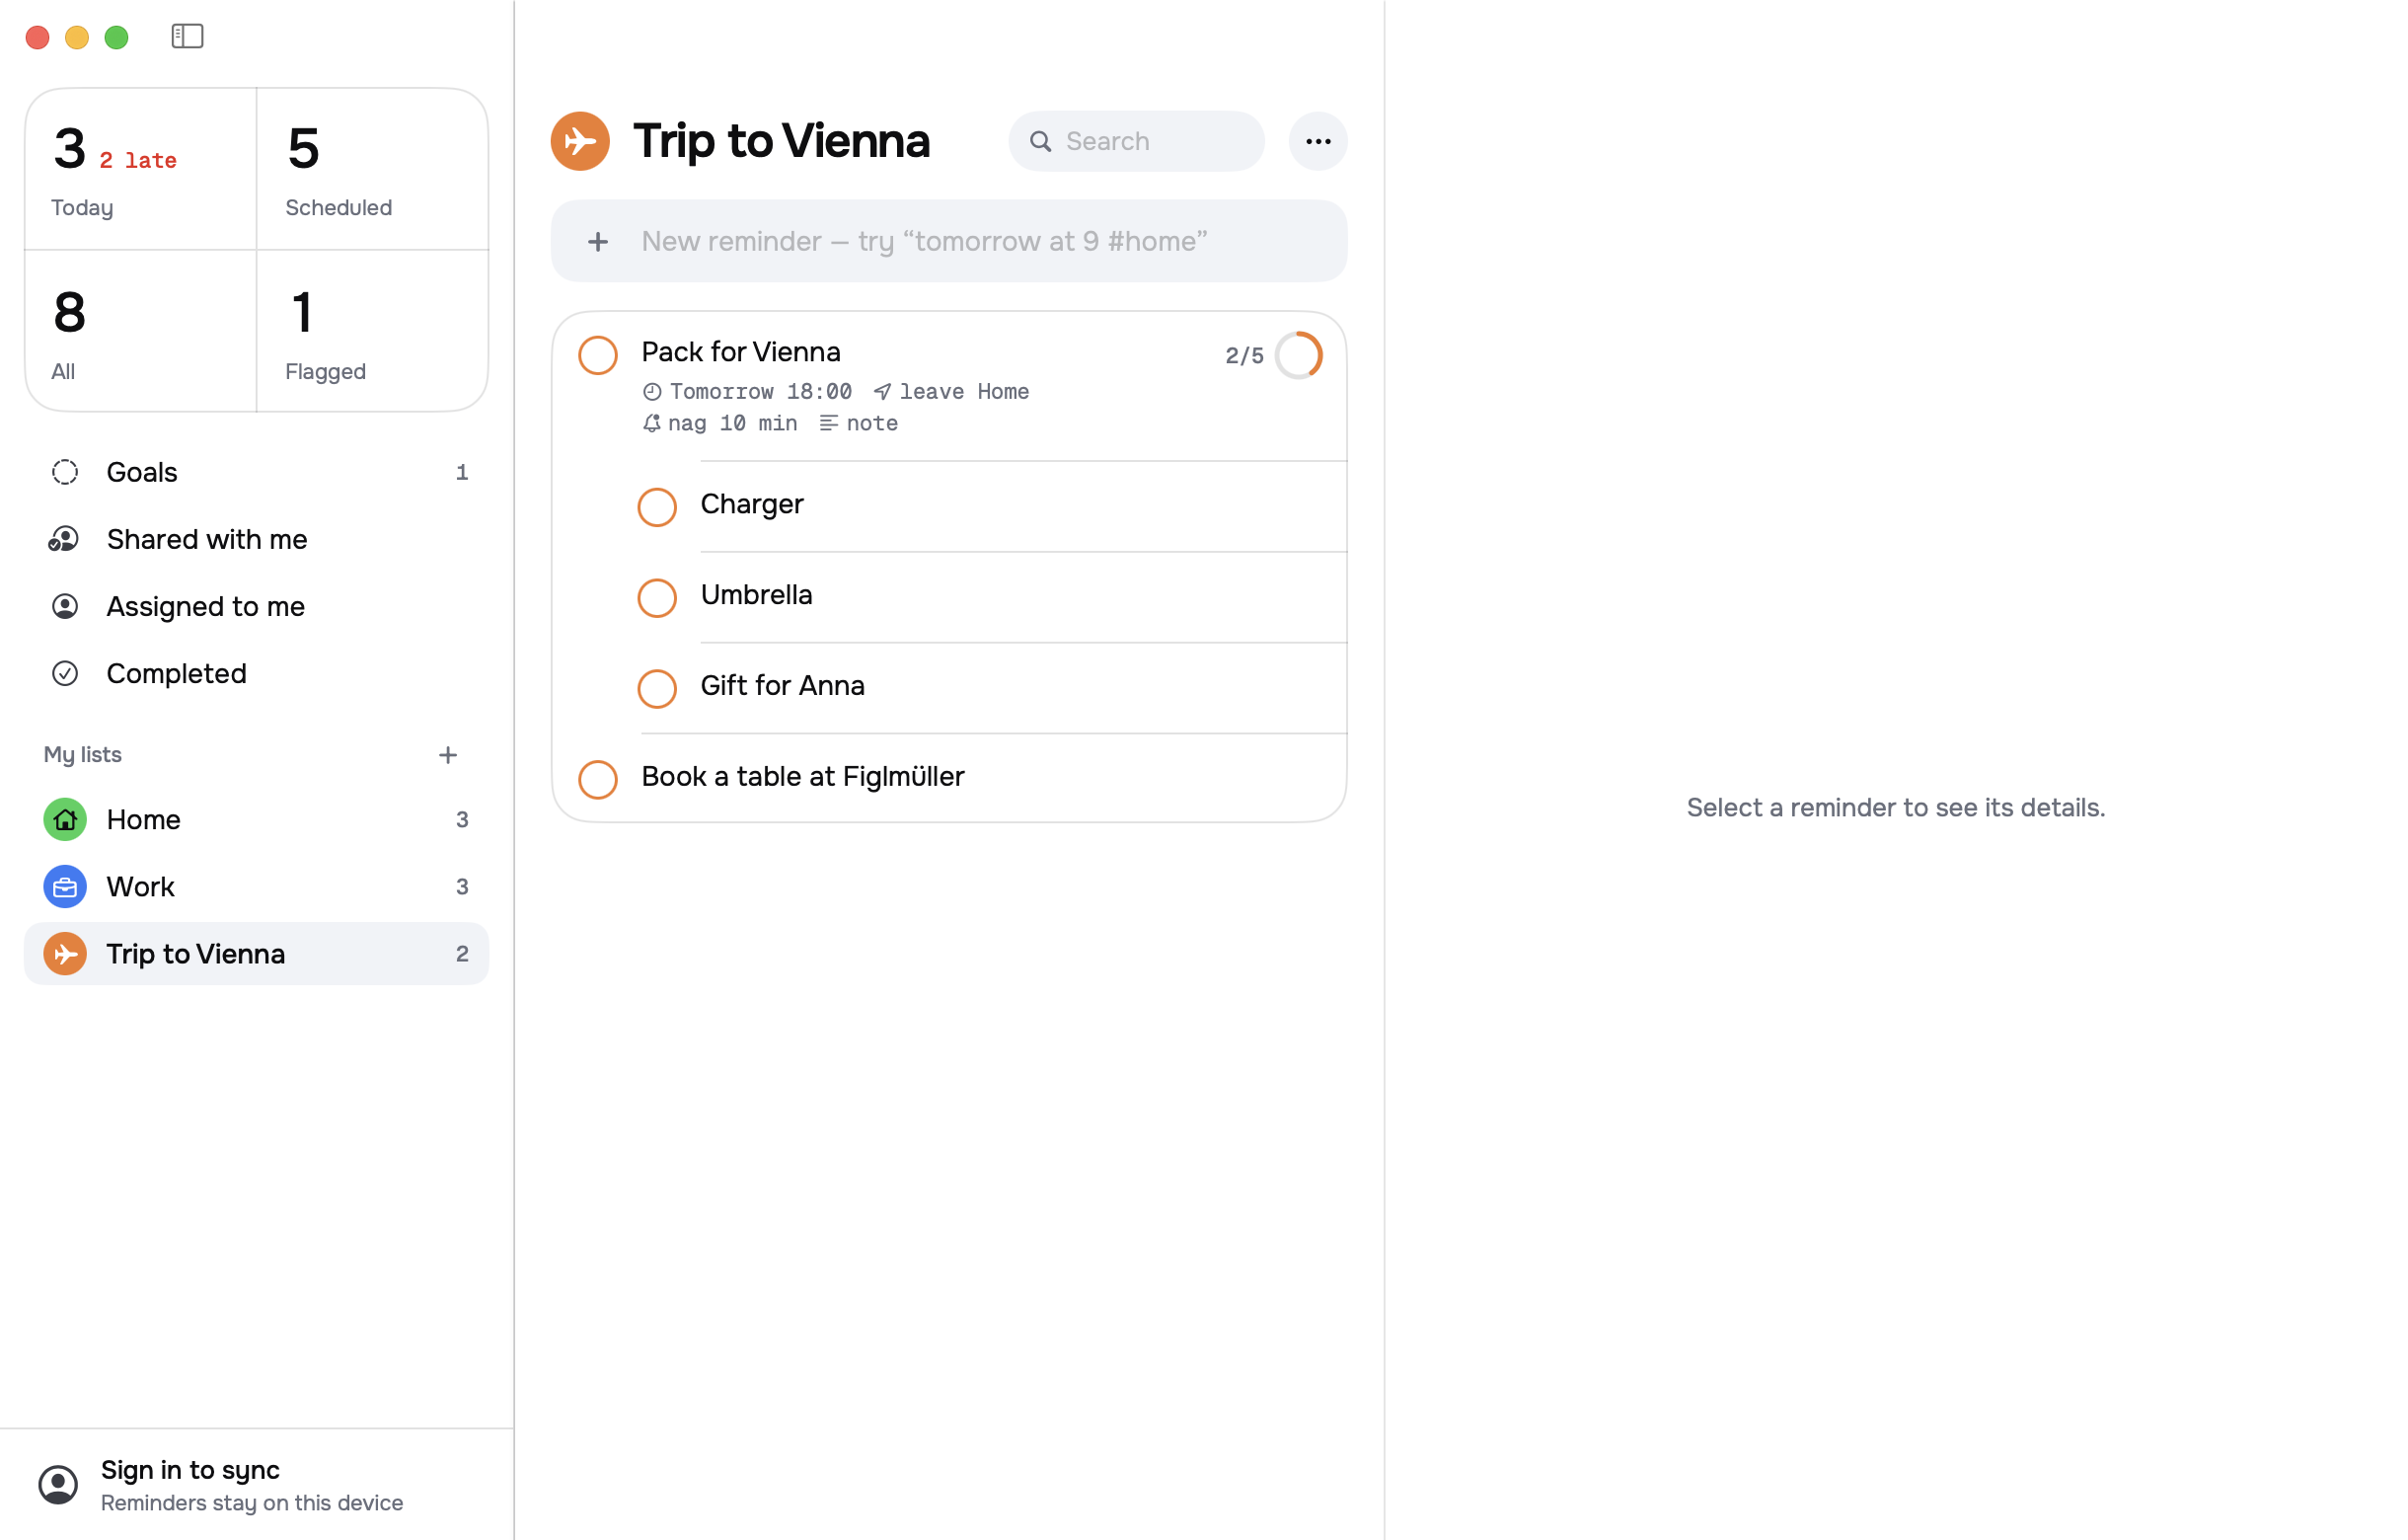 3 2 late
Today
5
Scheduled
8
All
1
Flagged
Goals 1
Shared with me
Assigned to me
Completed
My lists
Home 3
Work 3
Trip to Vienna 2
Sign in to sync
Reminders stay on this device
Trip to Vienna
Search
New reminder — try “tomorrow at 9 #home”
Pack for Vienna 2/5
Tomorrow 18:00 leave Home
nag 10 min note
Charger
Umbrella
Gift for Anna
Book a table at Figlmüller
Select a reminder to see its details.